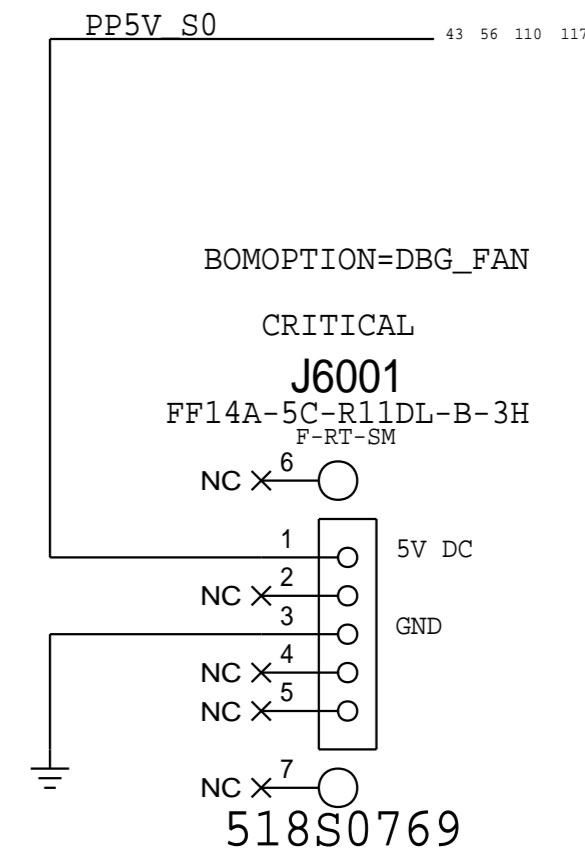 PP5V_S0 43 56 110 117
BOMOPTION=DBG_FAN
CRITICAL
J6001
FF14A-5C-R11DL-B-3H
F-RT-SM
NC 6
1 5V DC
NC 2
3 GND
NC 4
NC 5
NC 7
518S0769